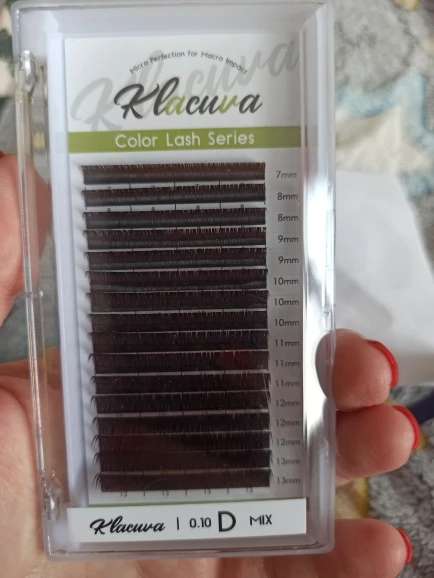 Micro Perfection for Macro Impact
Klacuva
Klacuva
Color Lash Series
7mm
8mm
8mm
9mm
9mm
10mm
10mm
10mm
11mm
11mm
11mm
12mm
12mm
12mm
13mm
13mm
Klacuva | 0.10 D MIX